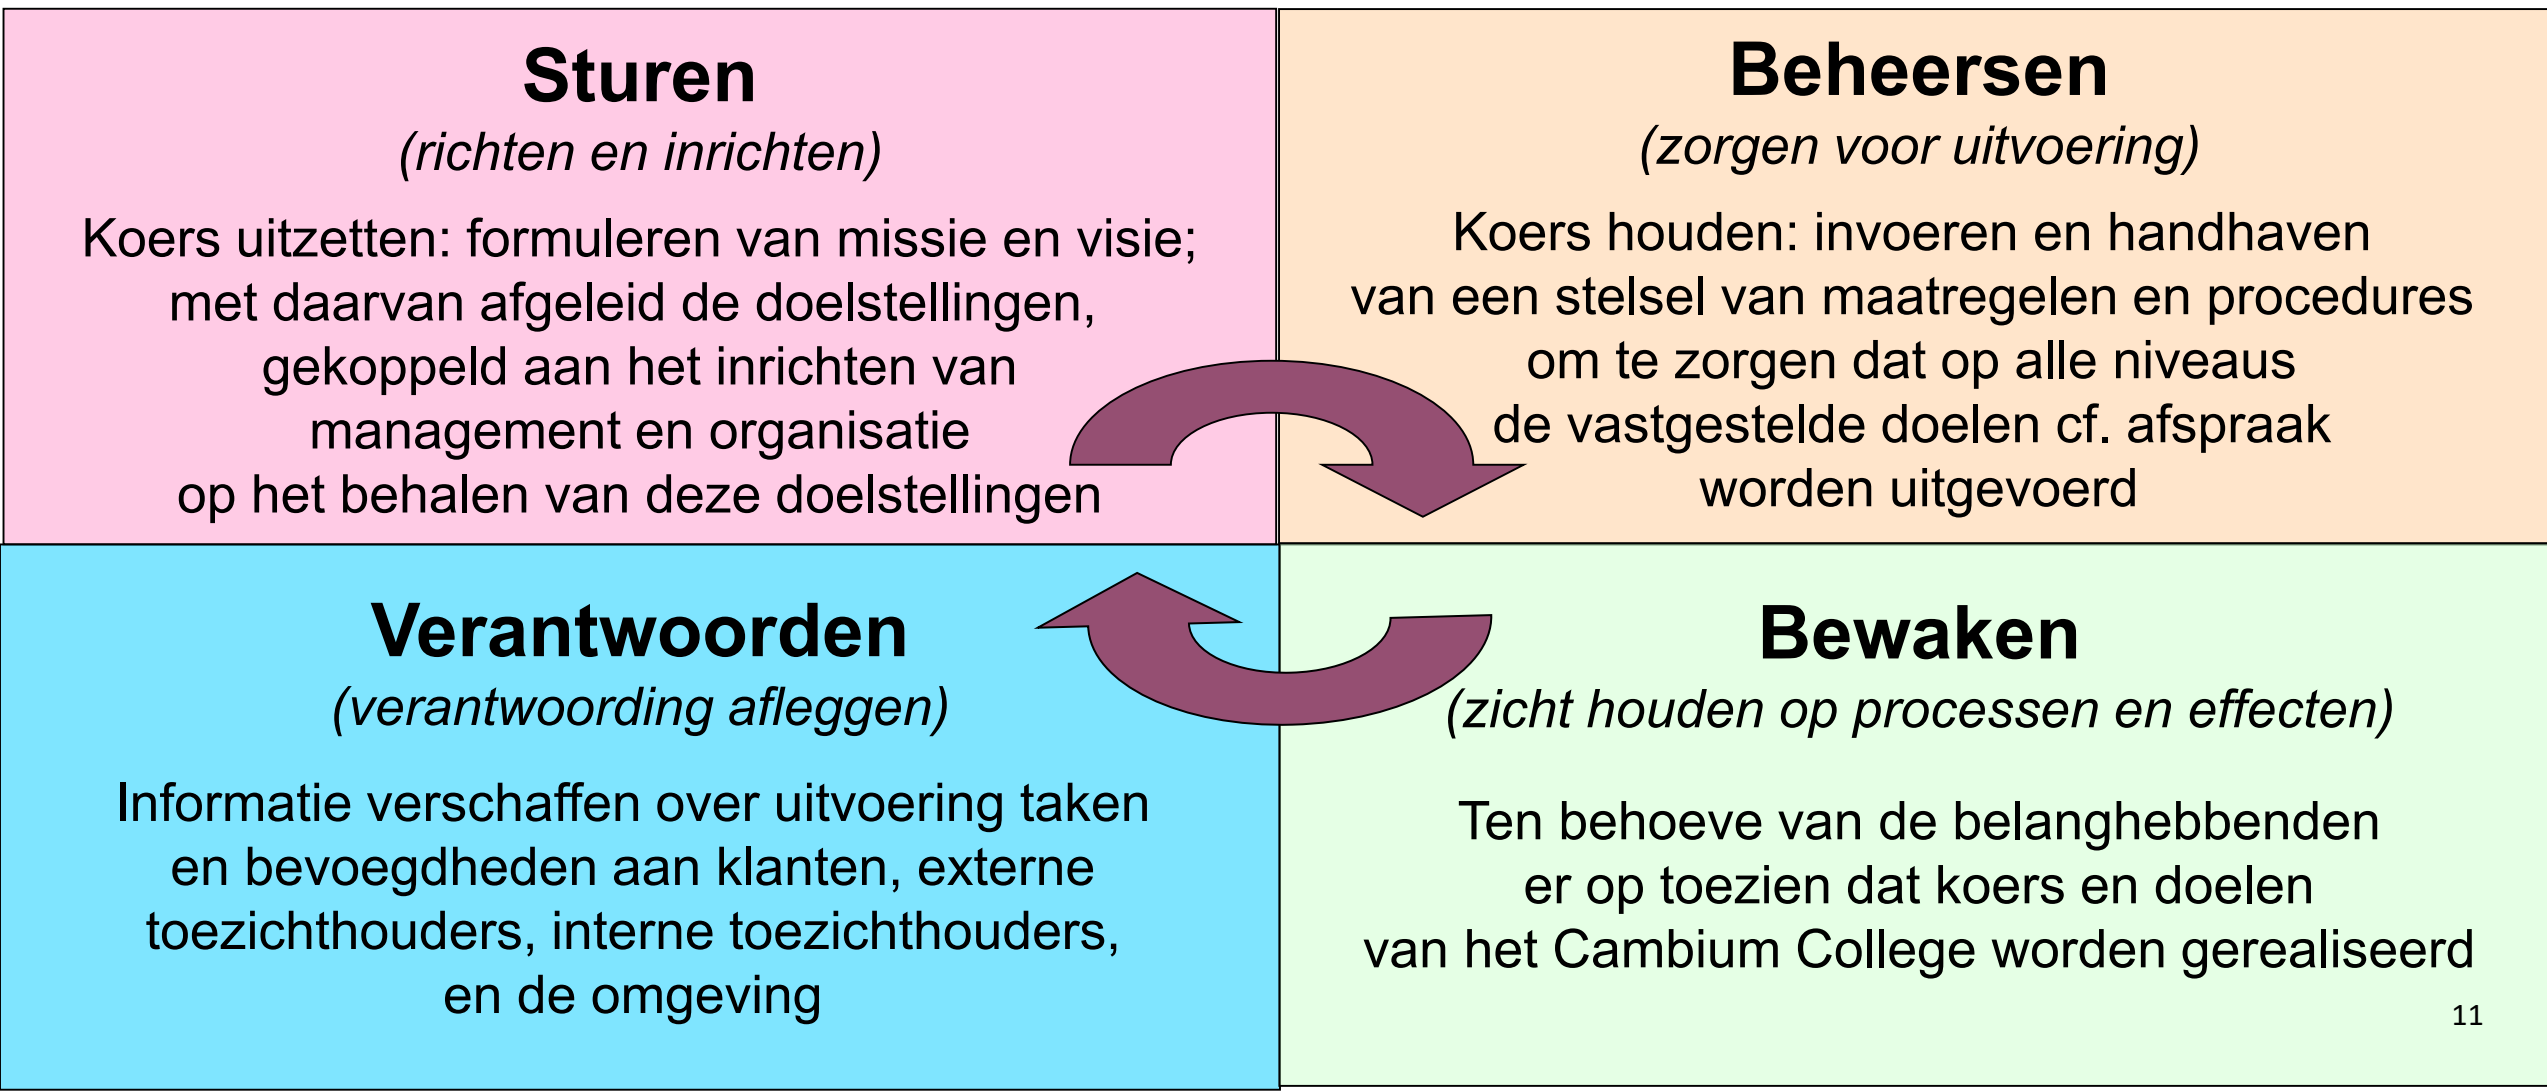 Sturen
(richten en inrichten)
Koers uitzetten: formuleren van missie en visie;
met daarvan afgeleid de doelstellingen,
gekoppeld aan het inrichten van
management en organisatie
op het behalen van deze doelstellingen
Beheersen
(zorgen voor uitvoering)
Koers houden: invoeren en handhaven
van een stelsel van maatregelen en procedures
om te zorgen dat op alle niveaus
de vastgestelde doelen cf. afspraak
worden uitgevoerd
Verantwoorden
(verantwoording afleggen)
Informatie verschaffen over uitvoering taken
en bevoegdheden aan klanten, externe
toezichthouders, interne toezichthouders,
en de omgeving
Bewaken
(zicht houden op processen en effecten)
Ten behoeve van de belanghebbenden
er op toezien dat koers en doelen
van het Cambium College worden gerealiseerd
11